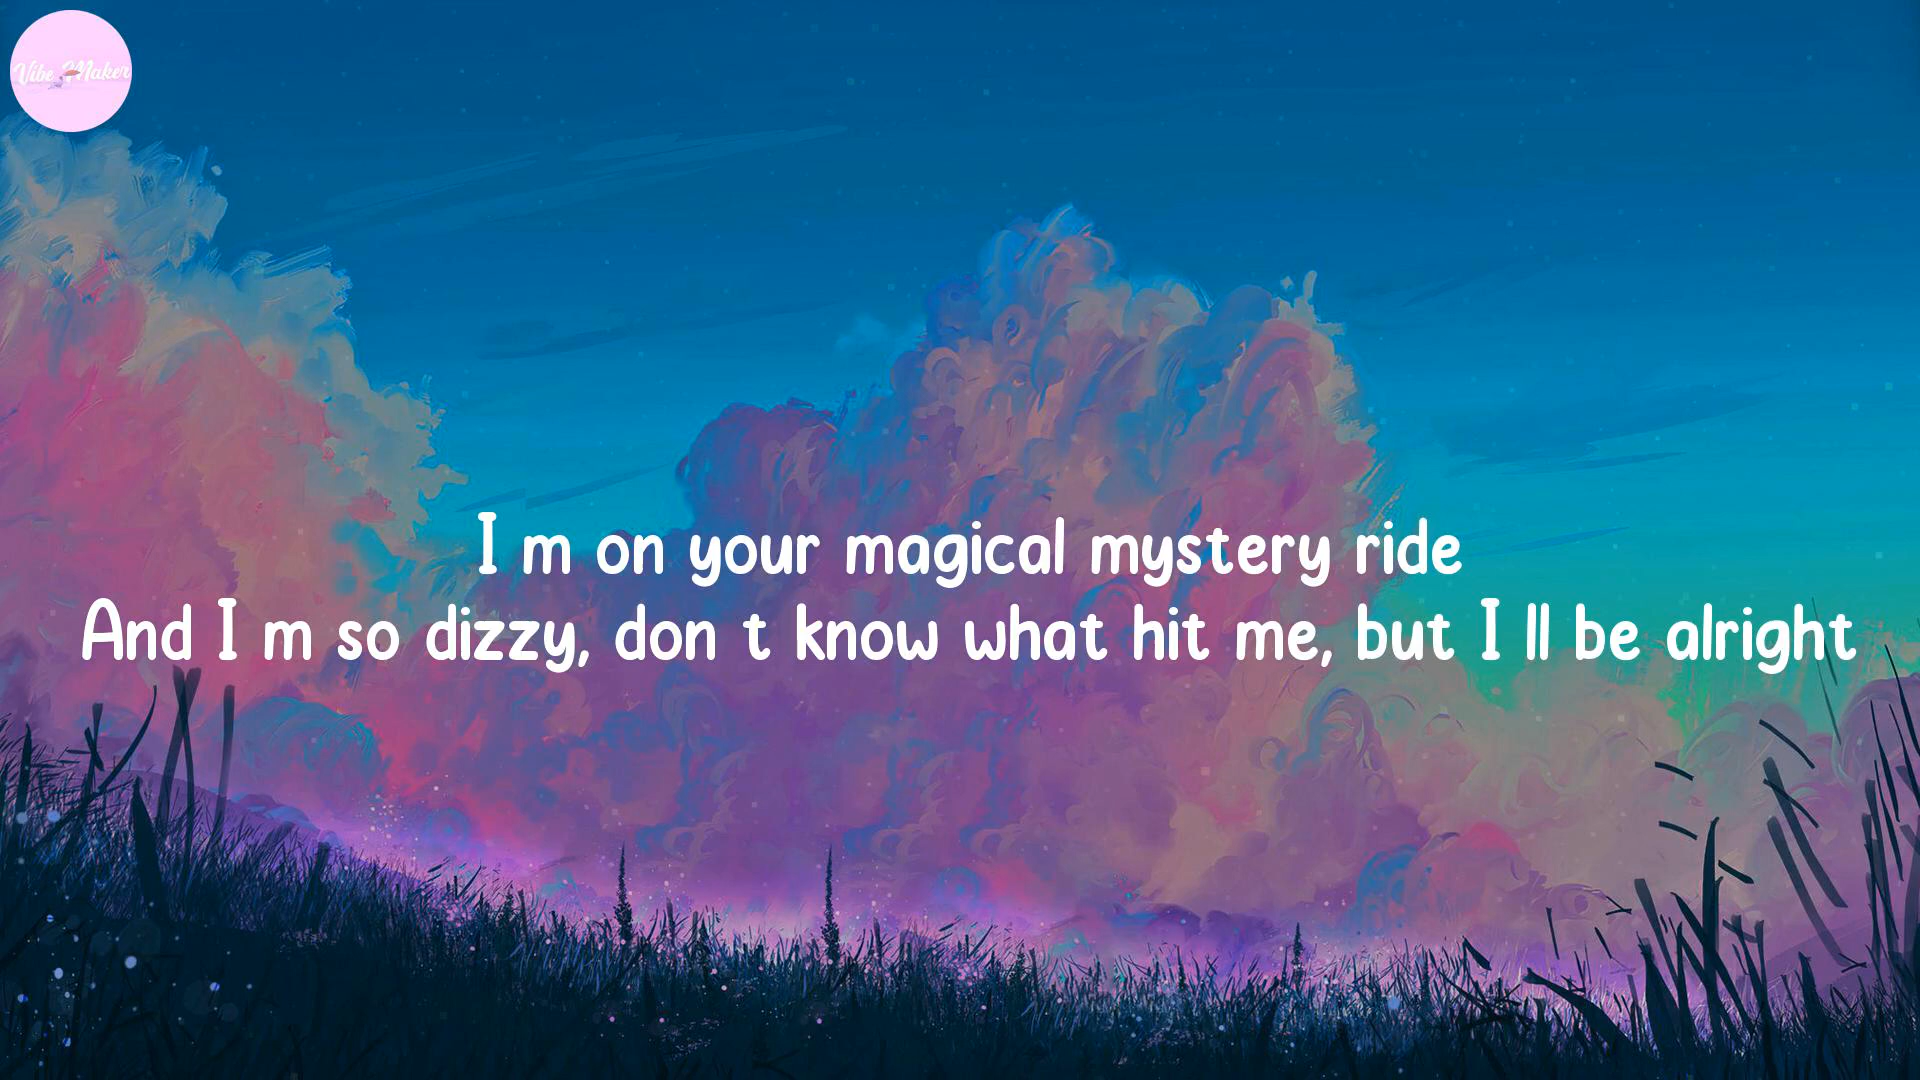 Vibe Maker
I m on your magical mystery ride
And I m so dizzy, don t know what hit me, but I ll be alright